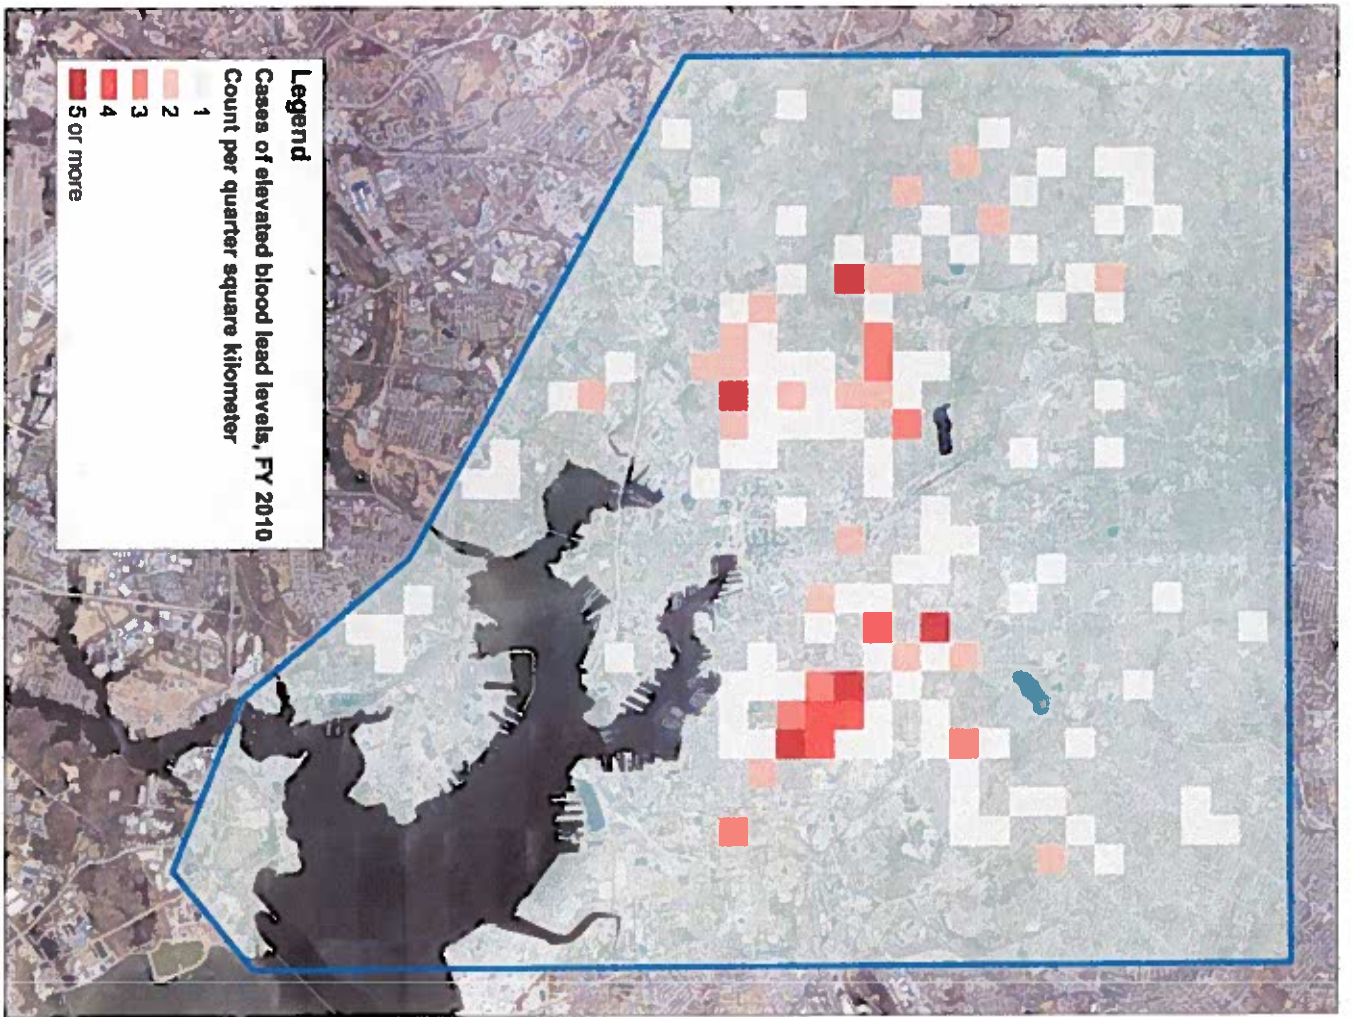 Legend
Cases of elevated blood lead levels, FY 2010
Count per quarter square kilometer
1
2
3
4
5 or more